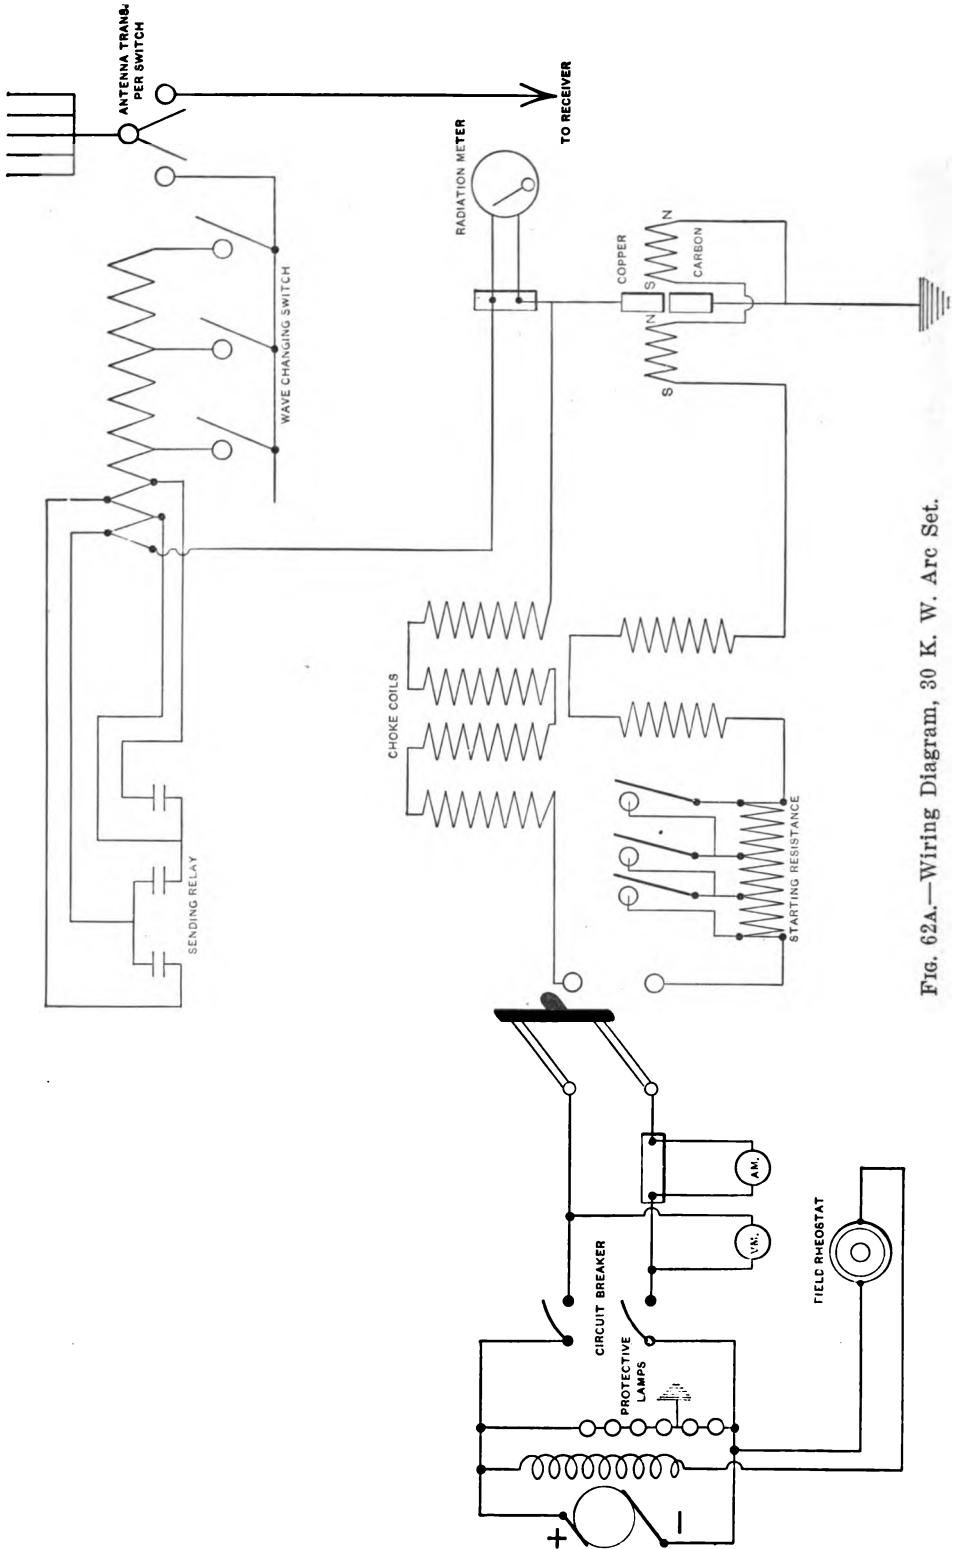 ANTENNA TRANS.
PER SWITCH
TO RECEIVER
RADIATION METER
WAVE CHANGING SWITCH
COPPER
CARBON
N
S
N
S
CHOKE COILS
SENDING RELAY
STARTING RESISTANCE
AM.
VM.
CIRCUIT BREAKER
PROTECTIVE
LAMPS
FIELD RHEOSTAT
+
−
FIG. 62A.—Wiring Diagram, 30 K. W. Arc Set.